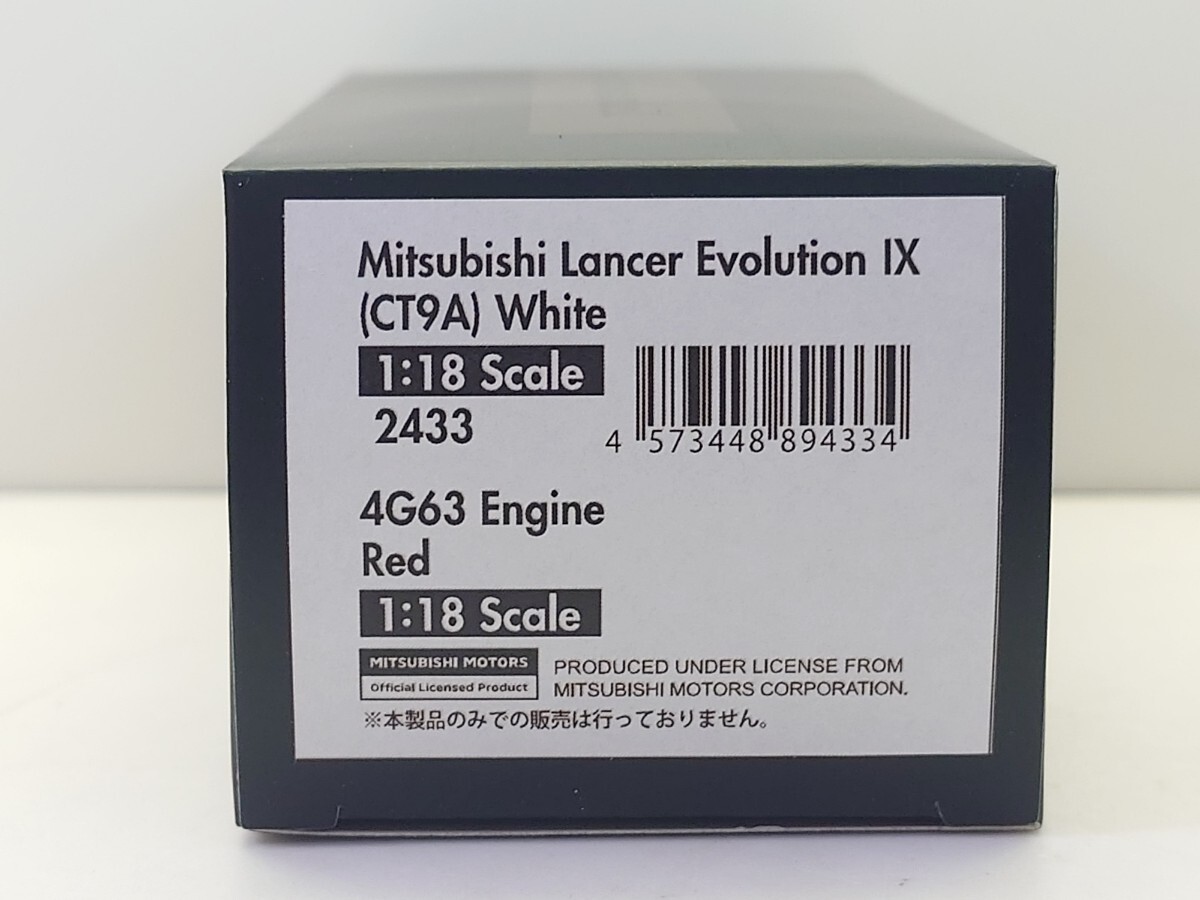 Mitsubishi Lancer Evolution IX
(CT9A) White
1:18 Scale
2433
4 573448 894334
4G63 Engine
Red
1:18 Scale
MITSUBISHI MOTORS
Official Licensed Product
PRODUCED UNDER LICENSE FROM
MITSUBISHI MOTORS CORPORATION.
※本製品のみでの販売は行っておりません。